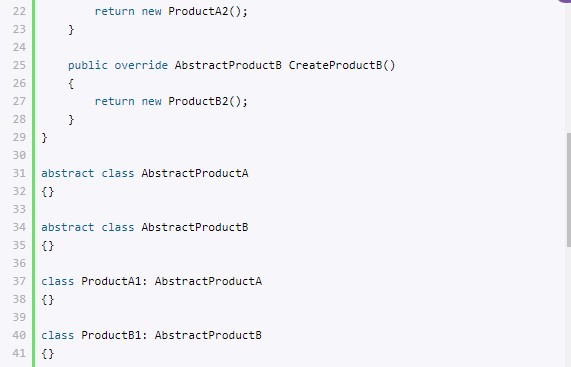 22 return new ProductA2();
23 }
24
25 public override AbstractProductB CreateProductB()
26 {
27 return new ProductB2();
28 }
29 }
30
31 abstract class AbstractProductA
32 {}
33
34 abstract class AbstractProductB
35 {}
36
37 class ProductA1: AbstractProductA
38 {}
39
40 class ProductB1: AbstractProductB
41 {}